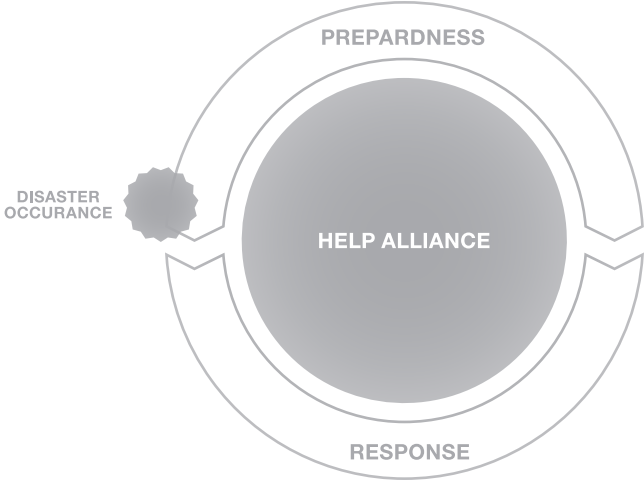 PREPARDNESS
DISASTER
OCCURANCE
HELP ALLIANCE
RESPONSE